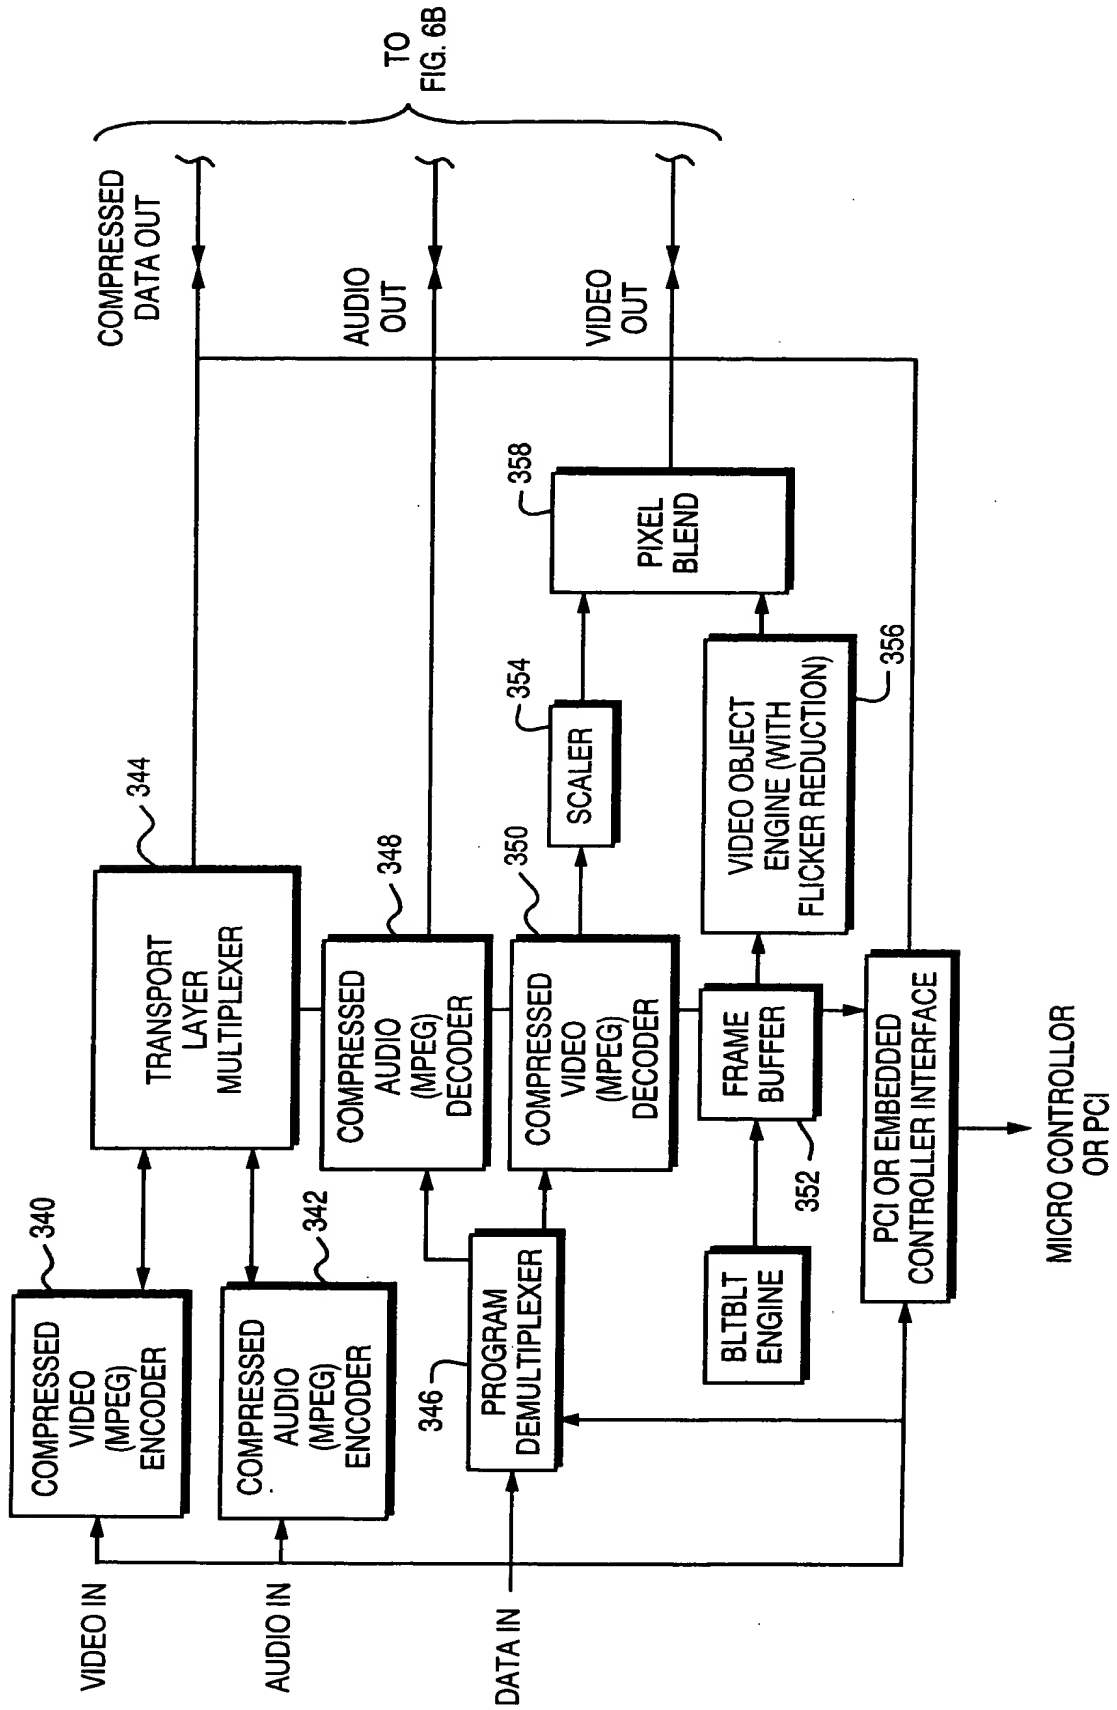 VIDEO IN
AUDIO IN
DATA IN
340
COMPRESSED
VIDEO
(MPEG)
ENCODER
342
COMPRESSED
AUDIO
(MPEG)
ENCODER
344
TRANSPORT
LAYER
MULTIPLEXER
346
PROGRAM
DEMULTIPLEXER
348
COMPRESSED
AUDIO
(MPEG)
DECODER
350
COMPRESSED
VIDEO
(MPEG)
DECODER
BLTBLT
ENGINE
352
FRAME
BUFFER
354
SCALER
356
VIDEO OBJECT
ENGINE (WITH
FLICKER REDUCTION)
358
PIXEL
BLEND
PCI OR EMBEDDED
CONTROLLER INTERFACE
MICRO CONTROLLOR
OR PCI
COMPRESSED
DATA OUT
AUDIO
OUT
VIDEO
OUT
TO
FIG. 6B